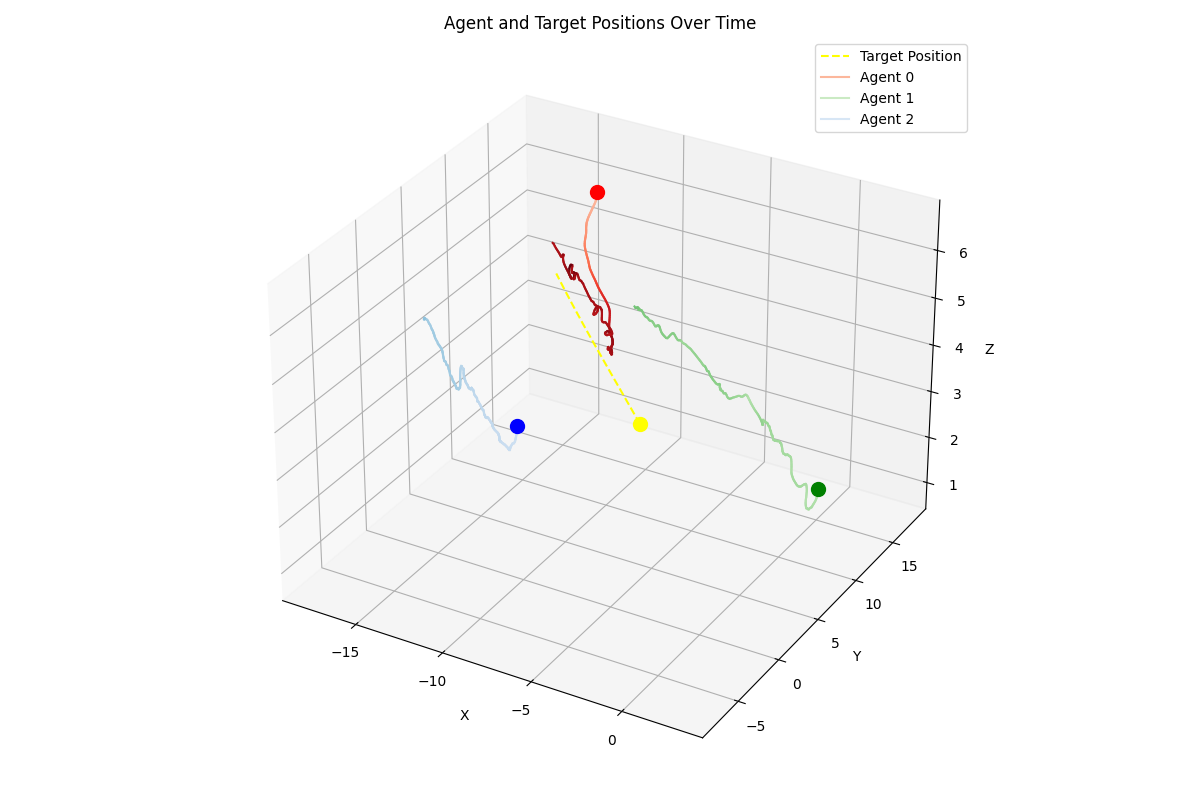 Agent and Target Positions Over Time
Target Position
Agent 0
Agent 1
Agent 2
6
5
4
3
2
1
Z
15
10
5
0
−5
Y
−15
−10
−5
0
X